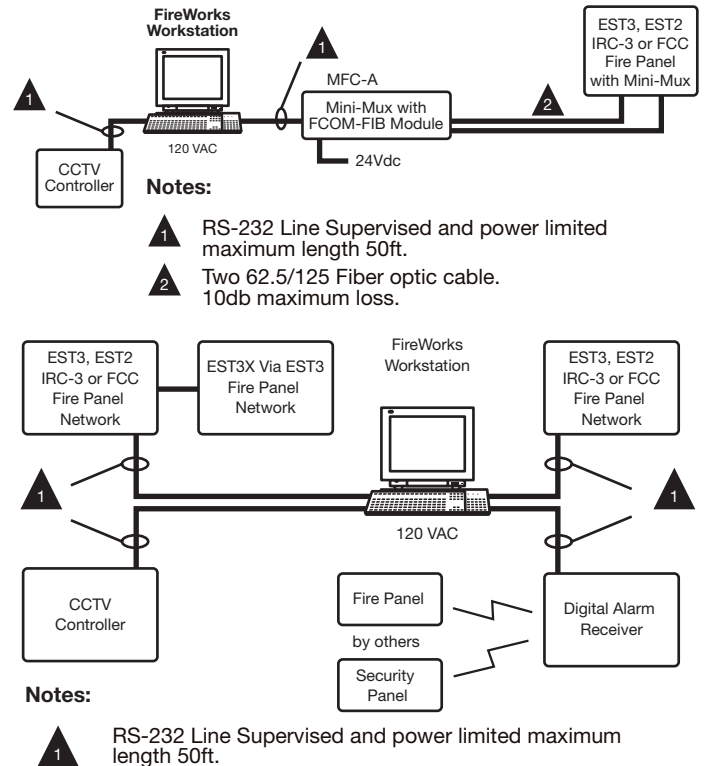 FireWorks
Workstation
1
1
MFC-A
Mini-Mux with
FCOM-FIB Module
2
EST3, EST2
IRC-3 or FCC
Fire Panel
with Mini-Mux
CCTV
Controller
120 VAC
24Vdc
Notes:
1 RS-232 Line Supervised and power limited
maximum length 50ft.
2 Two 62.5/125 Fiber optic cable.
10db maximum loss.
EST3, EST2
IRC-3 or FCC
Fire Panel
Network
EST3X Via EST3
Fire Panel
Network
FireWorks
Workstation
EST3, EST2
IRC-3 or FCC
Fire Panel
Network
1
1
120 VAC
CCTV
Controller
Fire Panel
by others
Security
Panel
Digital Alarm
Receiver
Notes:
1 RS-232 Line Supervised and power limited maximum
length 50ft.